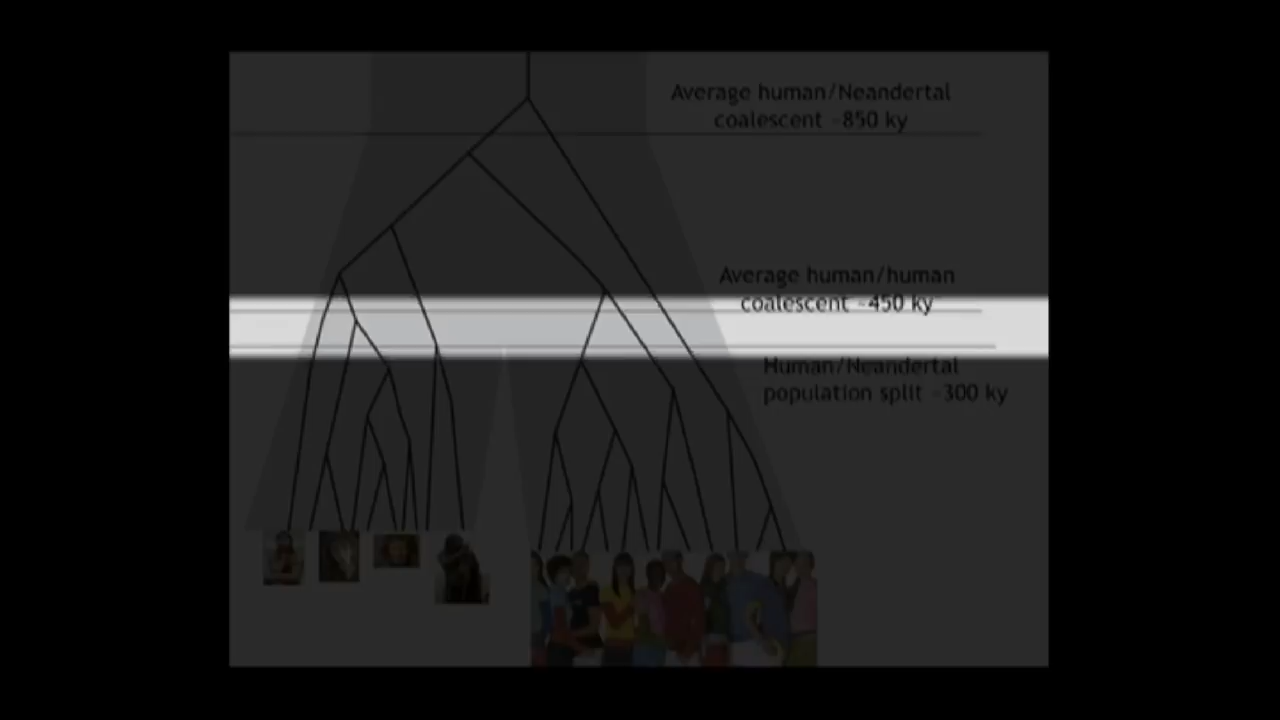 Average human/Neandertal
coalescent ~850 ky
Average human/human
coalescent ~450 ky
Human/Neandertal
population split ~300 ky